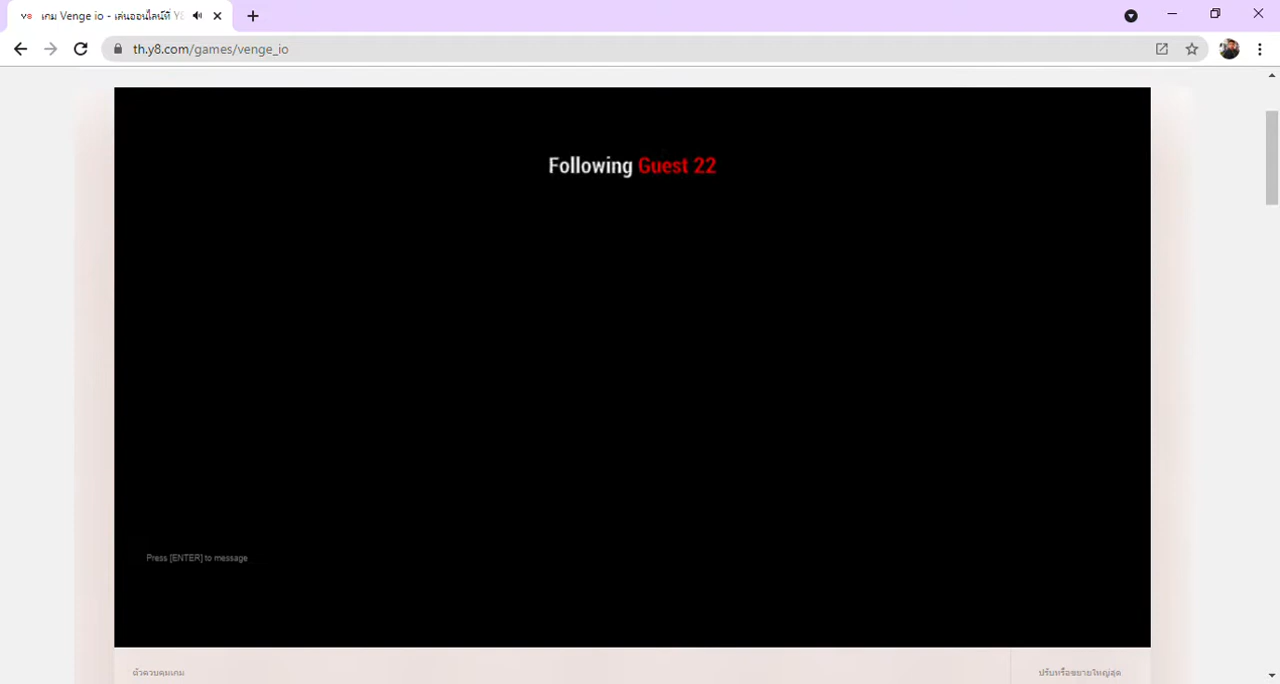 เกม Venge io - เล่นออนไลน์ที่ Y8
th.y8.com/games/venge_io
Following Guest 22
Press [ENTER] to message
ตัวควบคุมเกม
ปรับหรือขยายใหญ่สุด